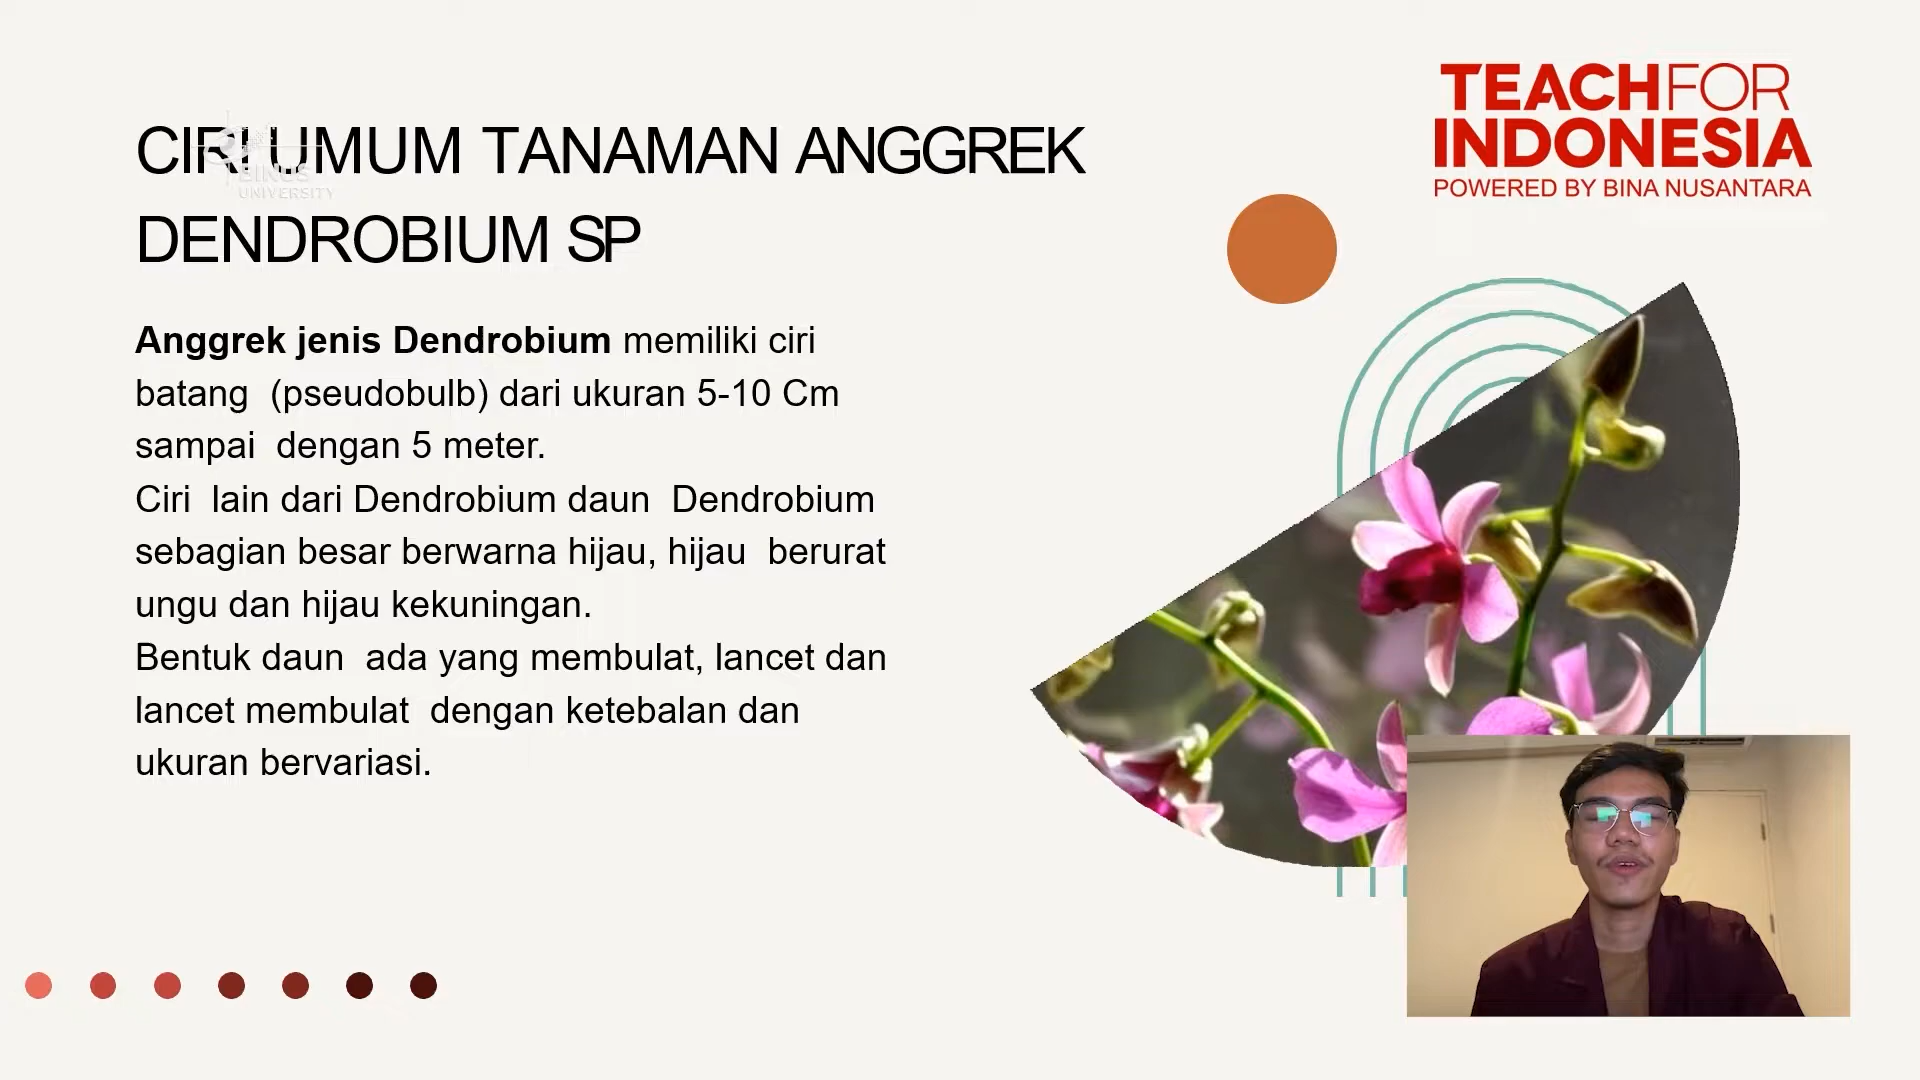 TEACHFOR
INDONESIA
POWERED BY BINA NUSANTARA
CIRI UMUM TANAMAN ANGGREK
BINUS
UNIVERSITY
DENDROBIUM SP
Anggrek jenis Dendrobium memiliki ciri
batang (pseudobulb) dari ukuran 5-10 Cm
sampai dengan 5 meter.
Ciri lain dari Dendrobium daun Dendrobium
sebagian besar berwarna hijau, hijau berurat
ungu dan hijau kekuningan.
Bentuk daun ada yang membulat, lancet dan
lancet membulat dengan ketebalan dan
ukuran bervariasi.